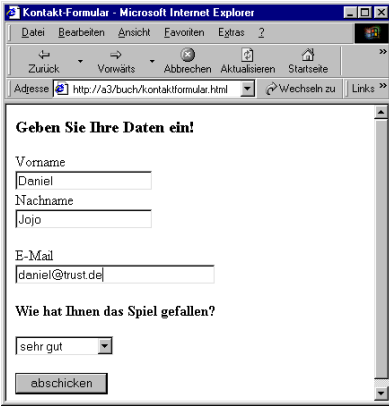 Kontakt-Formular - Microsoft Internet Explorer
Datei Bearbeiten Ansicht Favoriten Extras ?
Zurück Vorwärts Abbrechen Aktualisieren Startseite »
Adresse http://a3/buch/kontaktformular.html Wechseln zu Links »
Geben Sie Ihre Daten ein!
Vorname
Daniel
Nachname
Jojo
E-Mail
daniel@trust.de
Wie hat Ihnen das Spiel gefallen?
sehr gut
abschicken